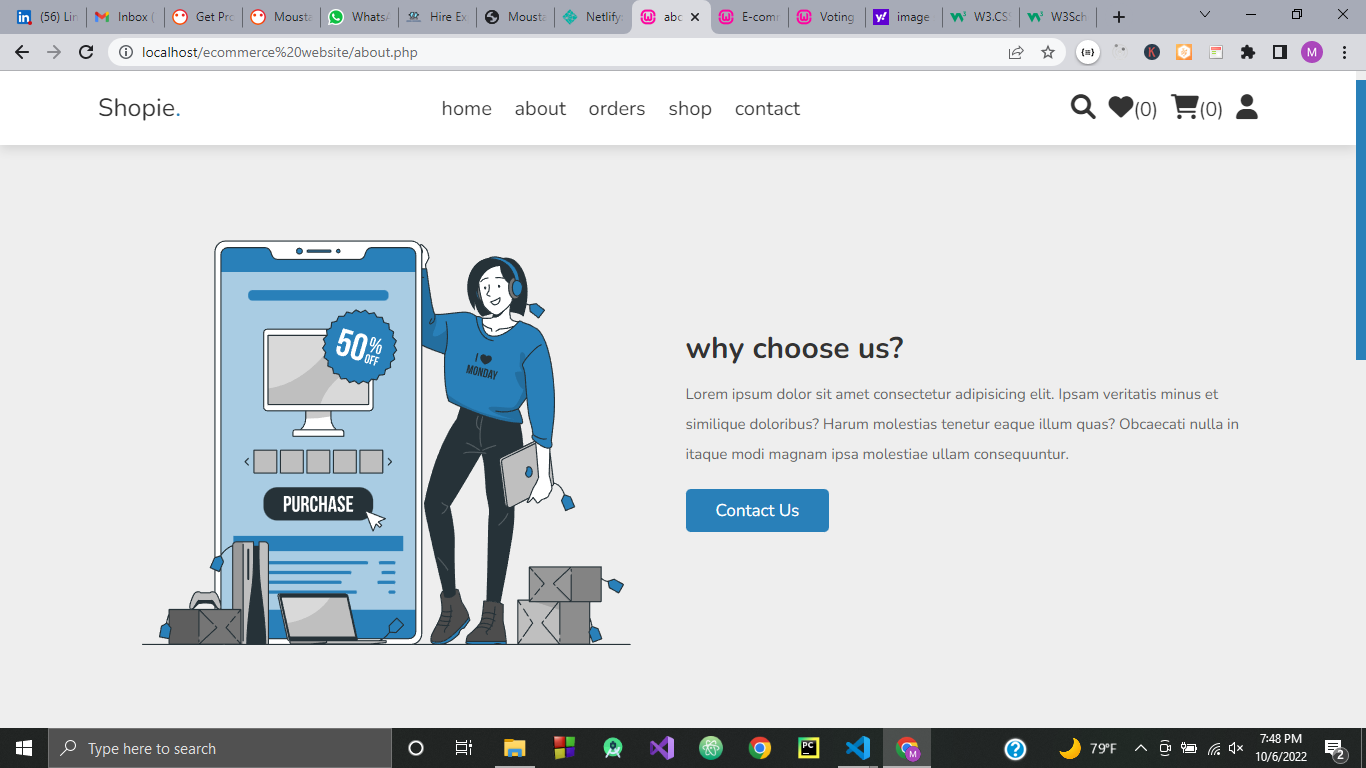 (56) Lin
Inbox (
Get Pro
Mousta
WhatsA
Hire Ex
Mousta
Netlify:
abo
E-comm
Voting
image
W3.CSS
W3Sch
localhost/ecommerce%20website/about.php
M
Shopie.
home
about
orders
shop
contact
(0)
(0)
50%
OFF
I
MONDAY
PURCHASE
why choose us?
Lorem ipsum dolor sit amet consectetur adipisicing elit. Ipsam veritatis minus et
similique doloribus? Harum molestias tenetur eaque illum quas? Obcaecati nulla in
itaque modi magnam ipsa molestiae ullam consequuntur.
Contact Us
Type here to search
79°F
7:48 PM
10/6/2022
2